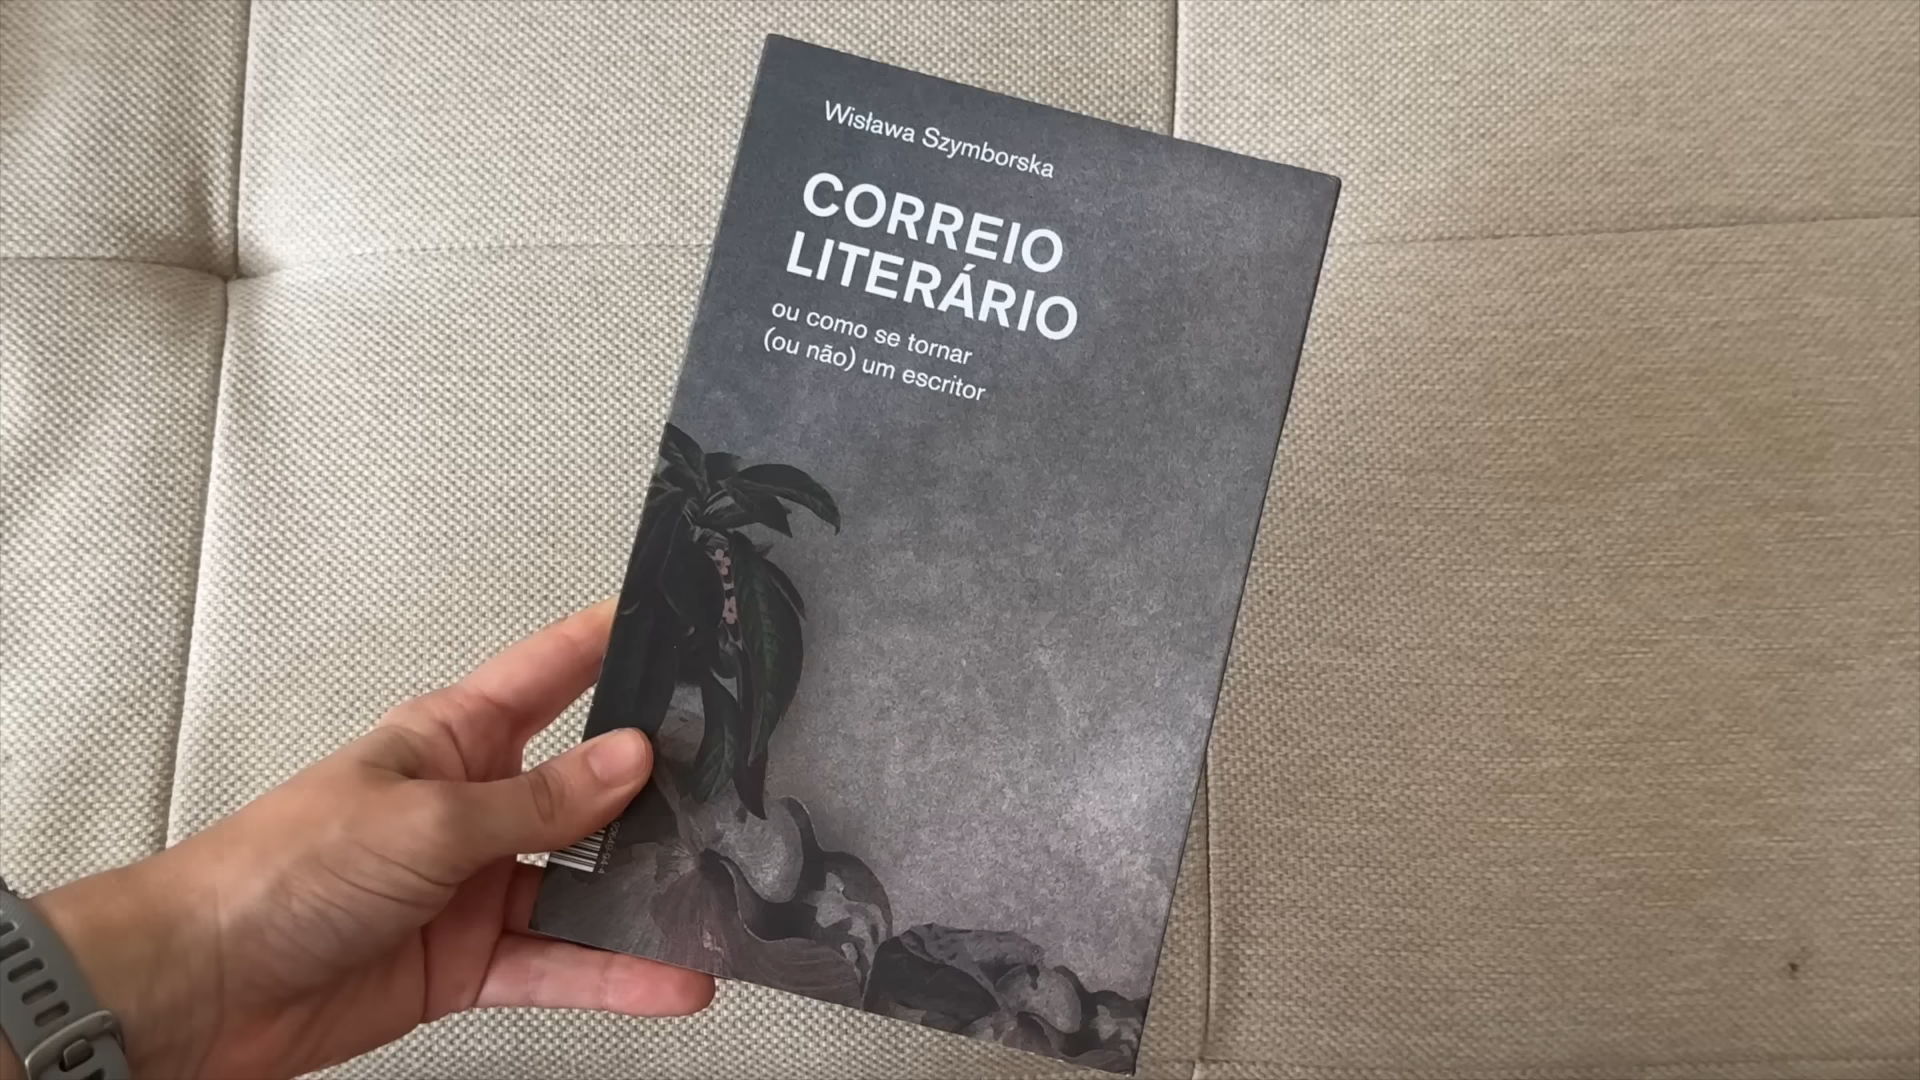 Wisława Szymborska
CORREIO
LITERÁRIO
ou como se tornar
(ou não) um escritor